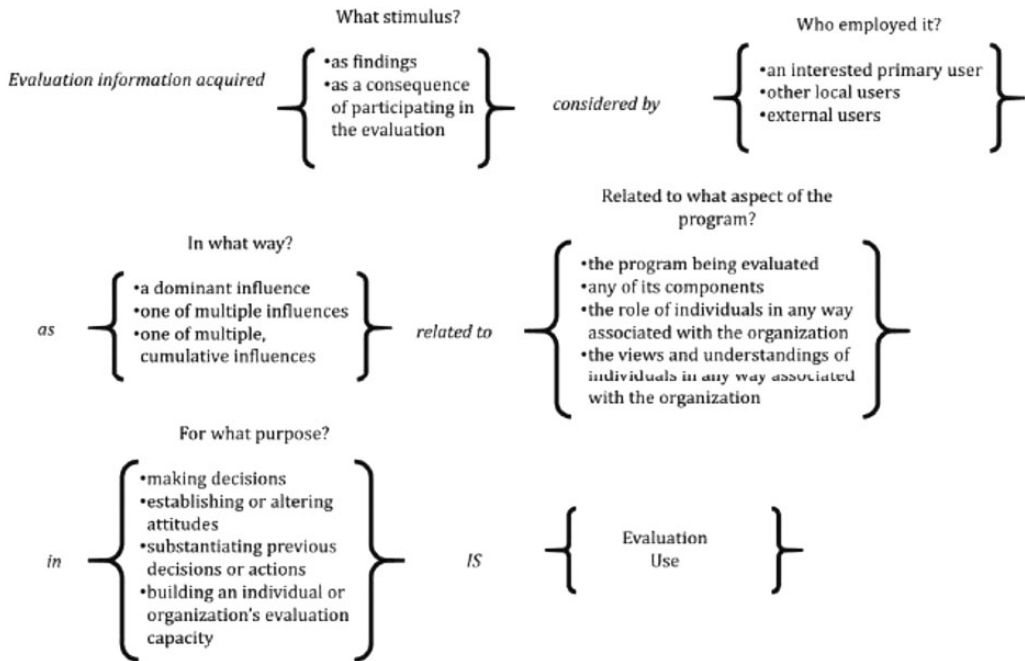 What stimulus?
Evaluation information acquired
•as findings
•as a consequence
of participating in
the evaluation
considered by
Who employed it?
•an interested primary user
•other local users
•external users
In what way?
as
•a dominant influence
•one of multiple influences
•one of multiple,
cumulative influences
related to
Related to what aspect of the
program?
•the program being evaluated
•any of its components
•the role of individuals in any way
associated with the organization
•the views and understandings of
individuals in any way associated
with the organization
For what purpose?
in
•making decisions
•establishing or altering
attitudes
•substantiating previous
decisions or actions
•building an individual or
organization's evaluation
capacity
IS
Evaluation
Use